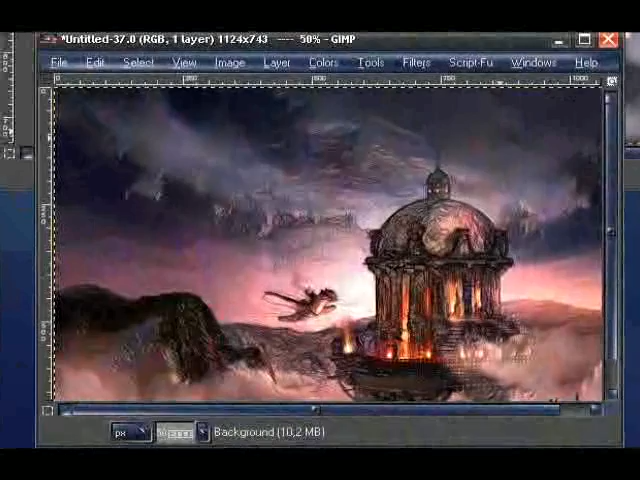 *Untitled-37.0 (RGB, 1 layer) 1124x743 ---- 50% - GIMP
File Edit Select View Image Layer Colors Tools Filters Script-Fu Windows Help
px Background (10,2 MB)